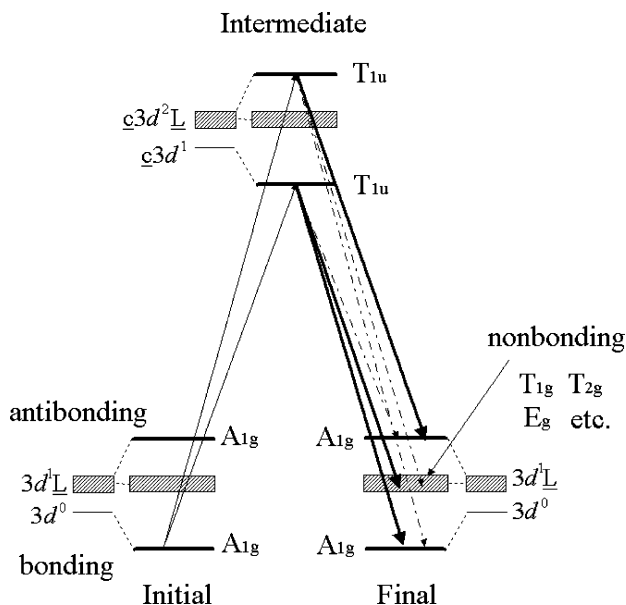 Intermediate
T1u
c3d²L
c3d¹
T1u
nonbonding
T1g T2g
Eg etc.
antibonding
A1g
A1g
3d¹L
3d¹L
3d⁰
3d⁰
A1g
A1g
bonding
Initial
Final